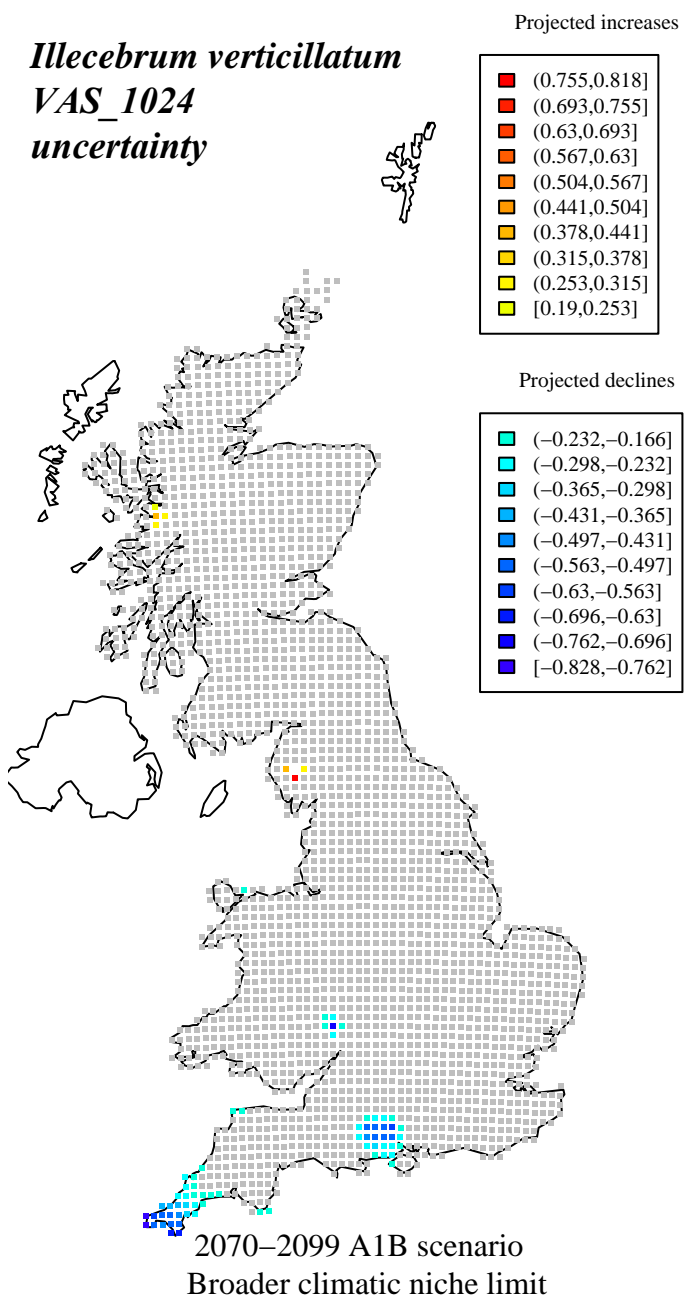 Illecebrum verticillatum
VAS_1024
uncertainty
Projected increases
(0.755,0.818]
(0.693,0.755]
(0.63,0.693]
(0.567,0.63]
(0.504,0.567]
(0.441,0.504]
(0.378,0.441]
(0.315,0.378]
(0.253,0.315]
[0.19,0.253]
Projected declines
(−0.232,−0.166]
(−0.298,−0.232]
(−0.365,−0.298]
(−0.431,−0.365]
(−0.497,−0.431]
(−0.563,−0.497]
(−0.63,−0.563]
(−0.696,−0.63]
(−0.762,−0.696]
[−0.828,−0.762]
2070−2099 A1B scenario
Broader climatic niche limit